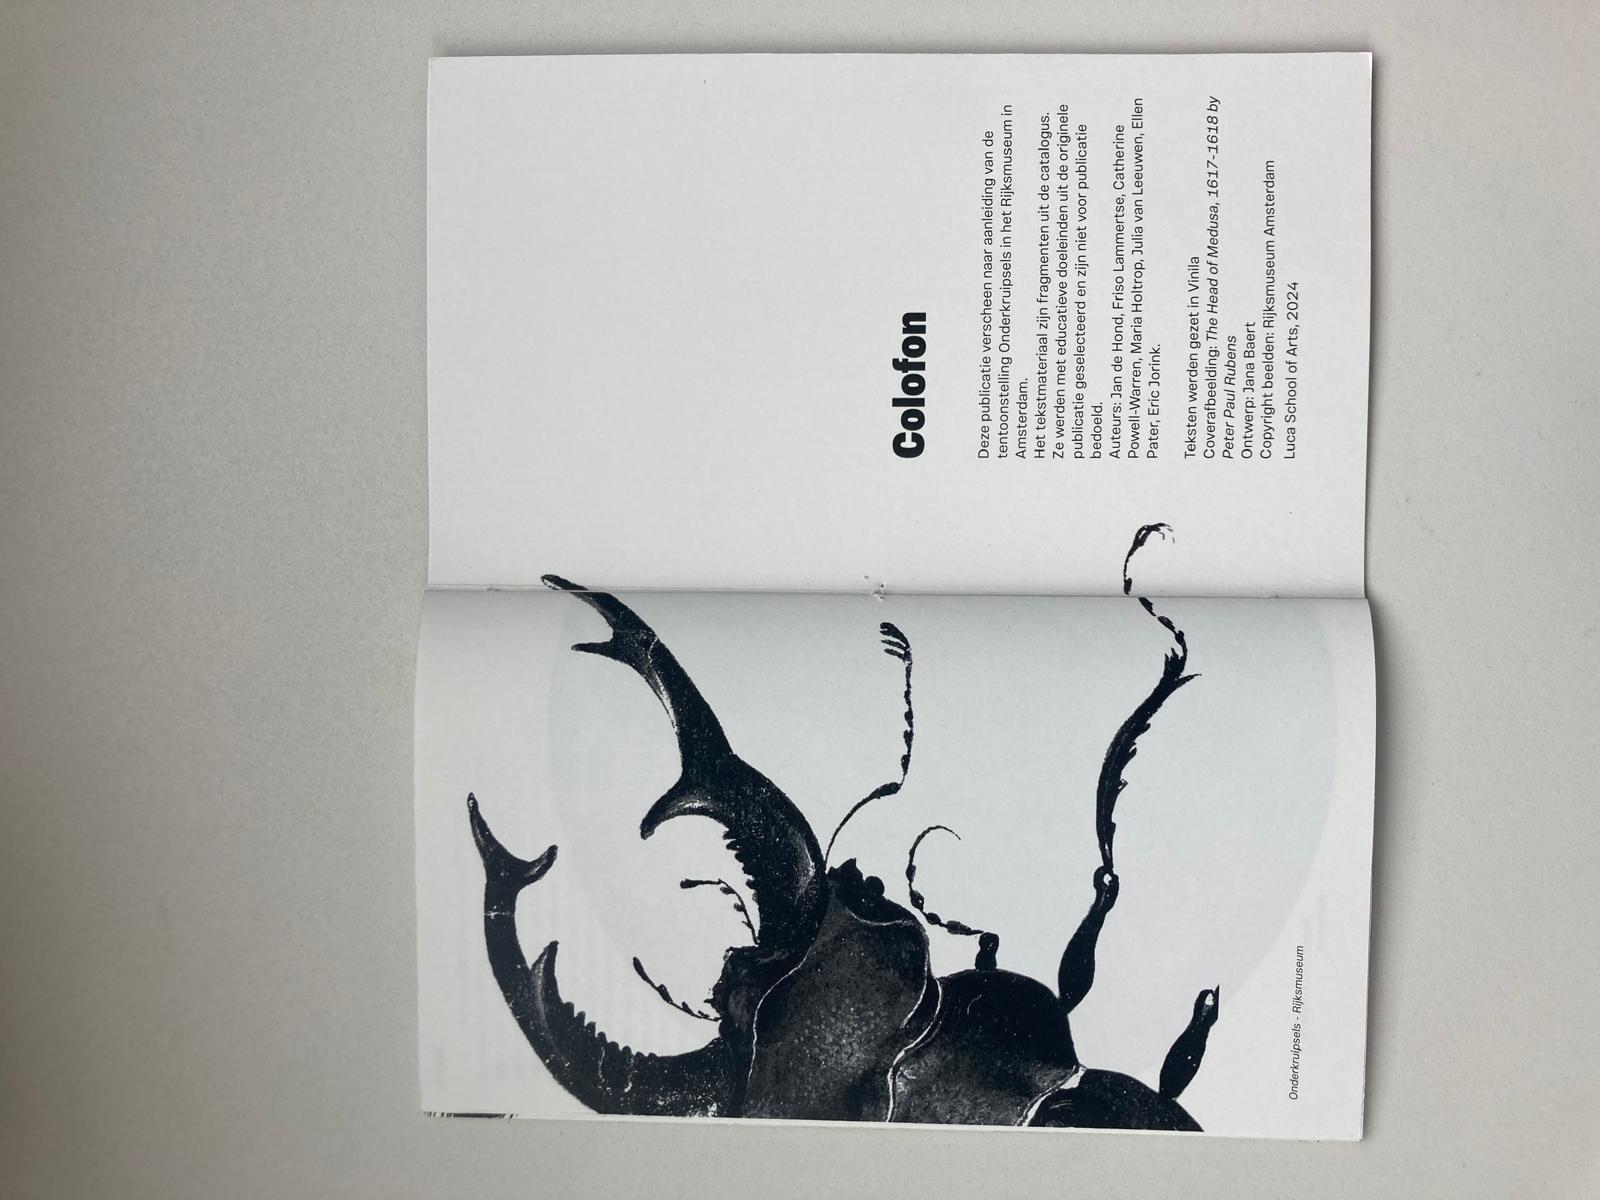 Onderkruipsels - Rijksmuseum
Colofon
Deze publicatie verscheen naar aanleiding van de
tentoonstelling Onderkruipsels in het Rijksmuseum in
Amsterdam.
Het tekstmateriaal zijn fragmenten uit de catalogus.
Ze werden met educatieve doeleinden uit de originele
publicatie geselecteerd en zijn niet voor publicatie
bedoeld.
Auteurs: Jan de Hond, Friso Lammertse, Catherine
Powell-Warren, Maria Holtrop, Julia van Leeuwen, Ellen
Pater, Eric Jorink.
Teksten werden gezet in Vinila
Coverafbeelding: The Head of Medusa, 1617-1618 by
Peter Paul Rubens
Ontwerp: Jana Baert
Copyright beelden: Rijksmuseum Amsterdam
Luca School of Arts, 2024